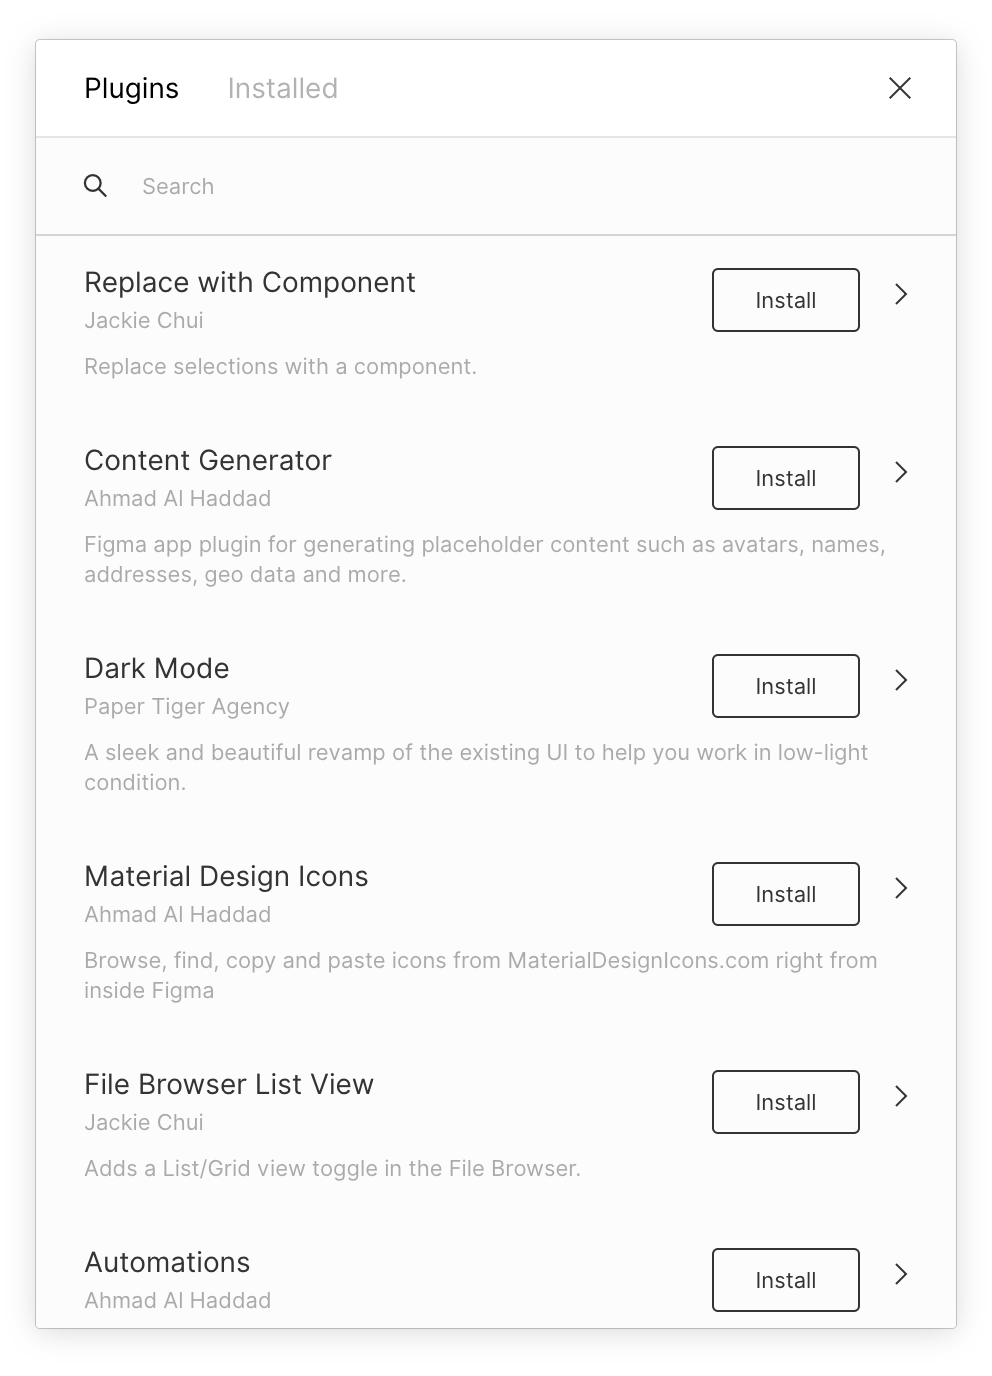 Plugins
Installed
Search
Replace with Component
Install
Jackie Chui
Replace selections with a component.
Content Generator
Install
Ahmad Al Haddad
Figma app plugin for generating placeholder content such as avatars, names,
addresses, geo data and more.
Dark Mode
Install
Paper Tiger Agency
A sleek and beautiful revamp of the existing UI to help you work in low-light
condition.
Material Design Icons
Install
Ahmad Al Haddad
Browse, find, copy and paste icons from MaterialDesignIcons.com right from
inside Figma
File Browser List View
Install
Jackie Chui
Adds a List/Grid view toggle in the File Browser.
Automations
Install
Ahmad Al Haddad